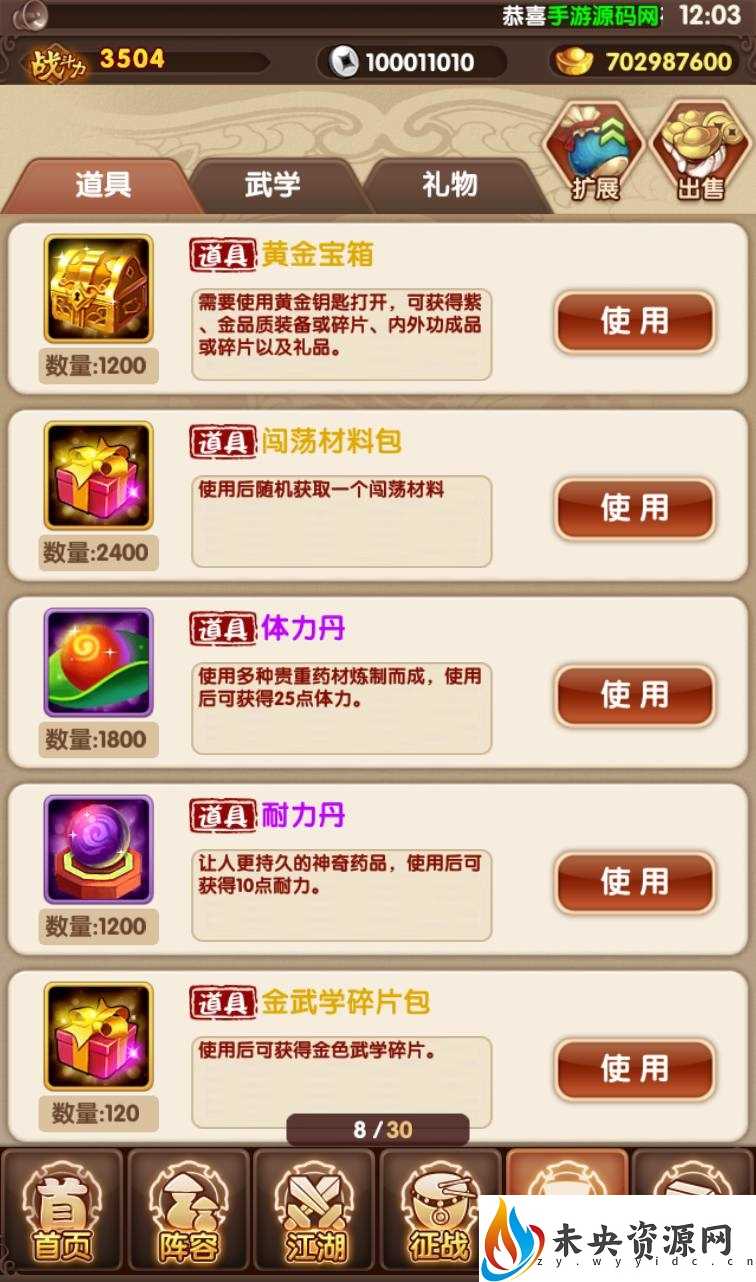 恭喜手游源码网
12:03
战斗力 3504
100011010
702987600
道具
武学
礼物
扩展
出售
道具 黄金宝箱
需要使用黄金钥匙打开，可获得紫
、金品质装备或碎片、内外功成品
或碎片以及礼品。
使用
数量:1200
道具 闯荡材料包
使用后随机获取一个闯荡材料
使用
数量:2400
道具 体力丹
使用多种贵重药材炼制而成，使用
后可获得25点体力。
使用
数量:1800
道具 耐力丹
让人更持久的神奇药品，使用后可
获得10点耐力。
使用
数量:1200
道具 金武学碎片包
使用后可获得金色武学碎片。
使用
数量:120
8/30
首
首页
阵容
江湖
征战
未央资源网
zy.wyyidc.cn